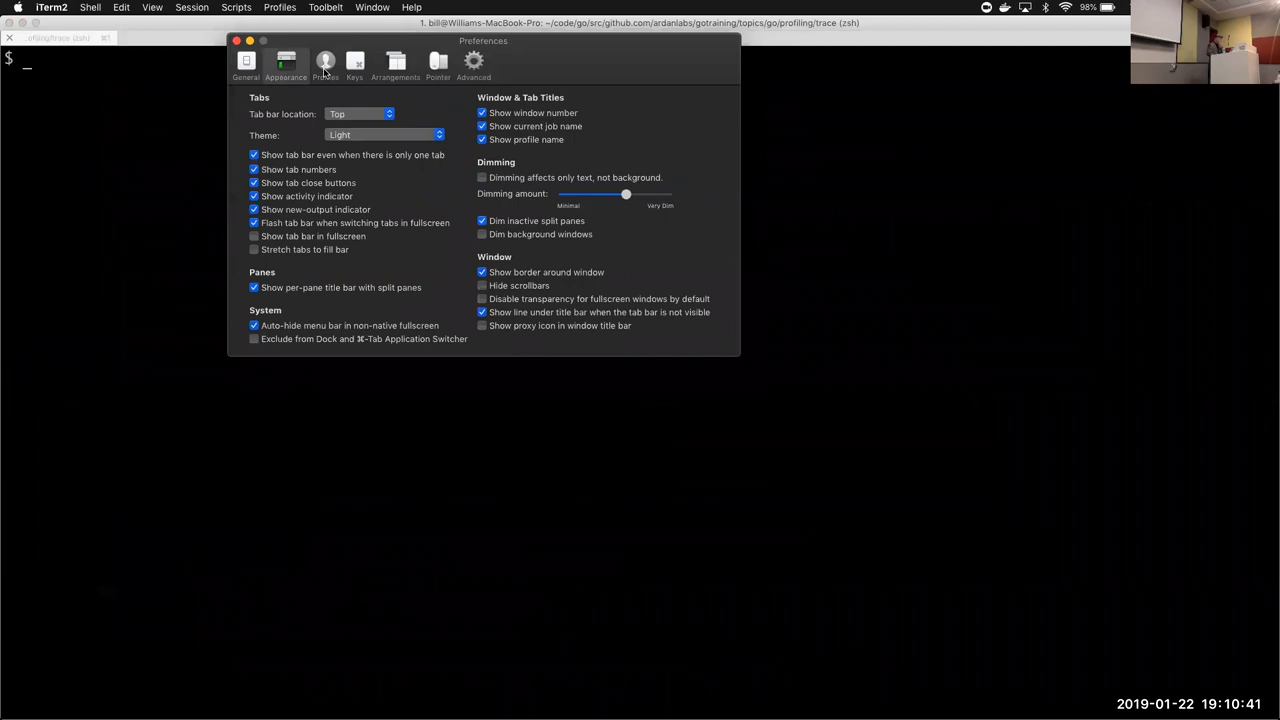 iTerm2 Shell Edit View Session Scripts Profiles Toolbelt Window Help 98%
1. bill@Williams-MacBook-Pro: ~/code/go/src/github.com/ardanlabs/gotraining/topics/go/profiling/trace (zsh)
..ofiling/trace (zsh) ⌘1
$ _
Preferences
General Appearance Profiles Keys Arrangements Pointer Advanced
Tabs
Tab bar location: Top
Theme: Light
Show tab bar even when there is only one tab
Show tab numbers
Show tab close buttons
Show activity indicator
Show new-output indicator
Flash tab bar when switching tabs in fullscreen
Show tab bar in fullscreen
Stretch tabs to fill bar
Panes
Show per-pane title bar with split panes
System
Auto-hide menu bar in non-native fullscreen
Exclude from Dock and ⌘-Tab Application Switcher
Window & Tab Titles
Show window number
Show current job name
Show profile name
Dimming
Dimming affects only text, not background.
Dimming amount:
Minimal Very Dim
Dim inactive split panes
Dim background windows
Window
Show border around window
Hide scrollbars
Disable transparency for fullscreen windows by default
Show line under title bar when the tab bar is not visible
Show proxy icon in window title bar
2019-01-22 19:10:41